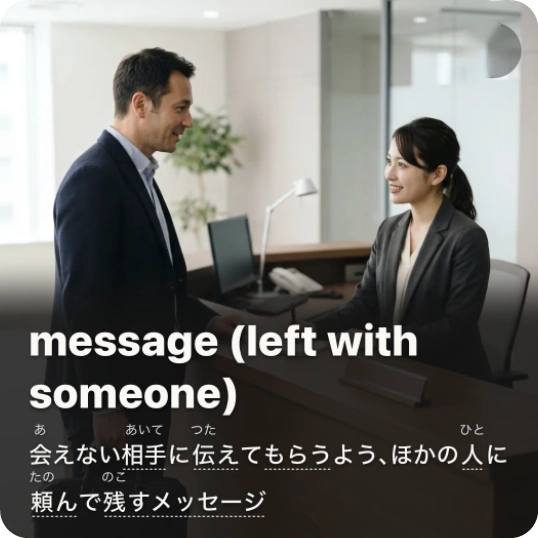 message (left with
someone)
あ あいて つた ひと
会えない相手に伝えてもらうよう、ほかの人に
たの のこ
頼んで残すメッセージ